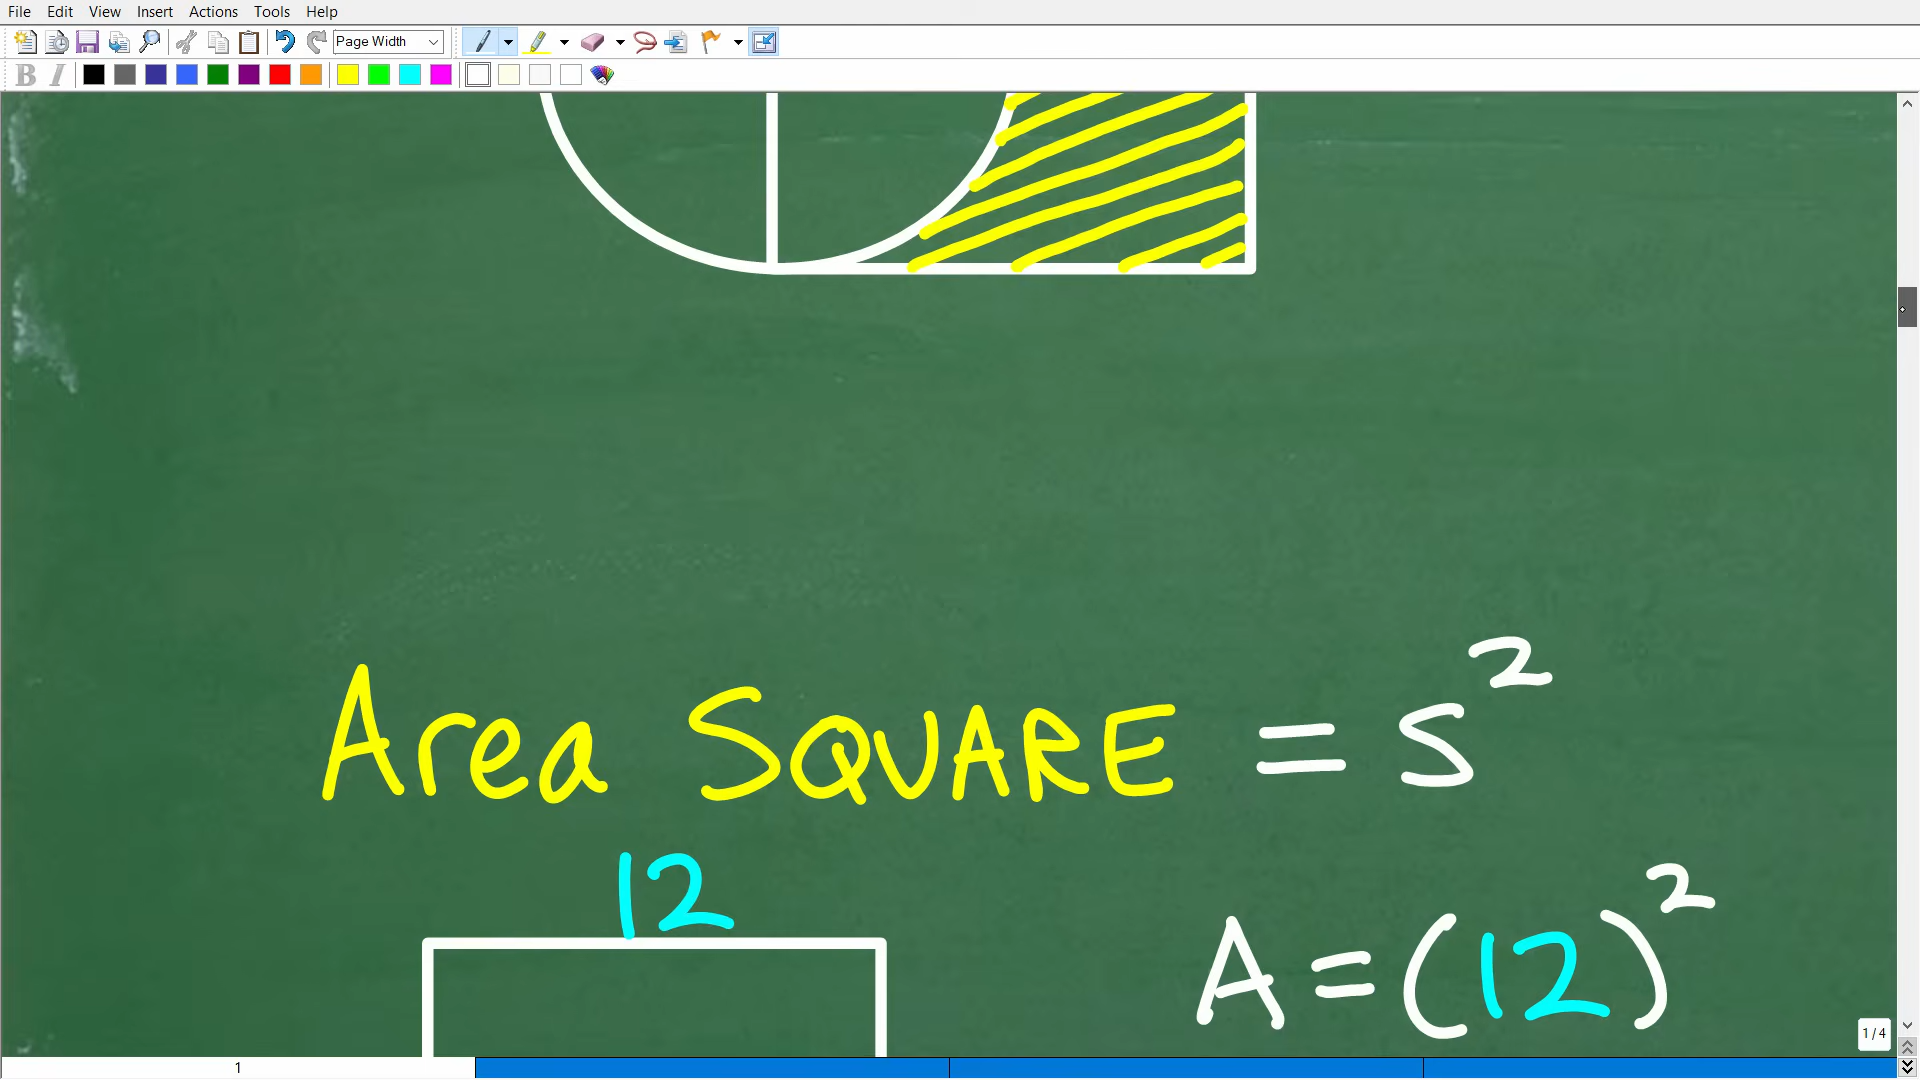 File Edit View Insert Actions Tools Help
Page Width
B I
Area SQUARE = S²
12
A = (12)²
1 / 4
1